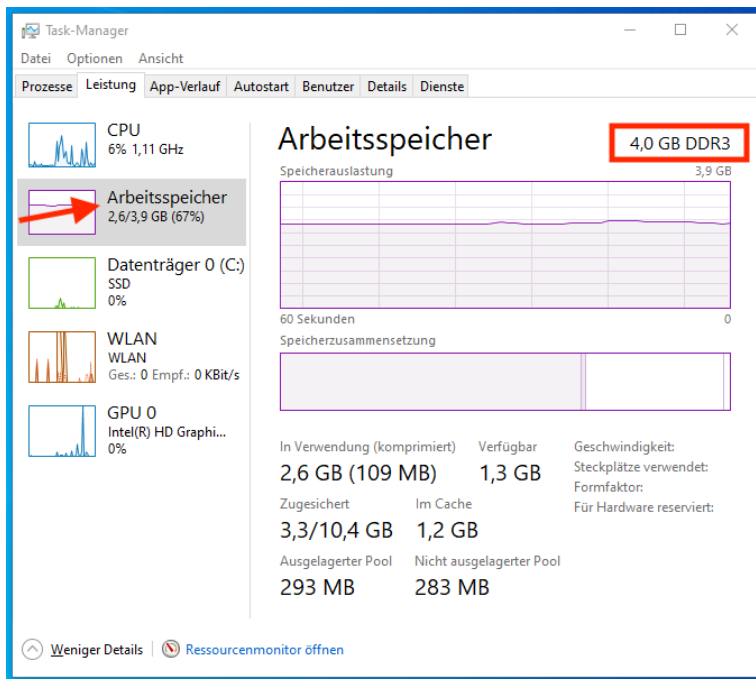 Task-Manager
Datei Optionen Ansicht
Prozesse Leistung App-Verlauf Autostart Benutzer Details Dienste
CPU
6% 1,11 GHz
Arbeitsspeicher
2,6/3,9 GB (67%)
Datenträger 0 (C:)
SSD
0%
WLAN
WLAN
Ges.: 0 Empf.: 0 KBit/s
GPU 0
Intel(R) HD Graphi...
0%
Arbeitsspeicher
4,0 GB DDR3
Speicherauslastung 3,9 GB
60 Sekunden 0
Speicherzusammensetzung
In Verwendung (komprimiert) Verfügbar
2,6 GB (109 MB) 1,3 GB
Zugesichert Im Cache
3,3/10,4 GB 1,2 GB
Ausgelagerter Pool Nicht ausgelagerter Pool
293 MB 283 MB
Geschwindigkeit:
Steckplätze verwendet:
Formfaktor:
Für Hardware reserviert:
Weniger Details Ressourcenmonitor öffnen